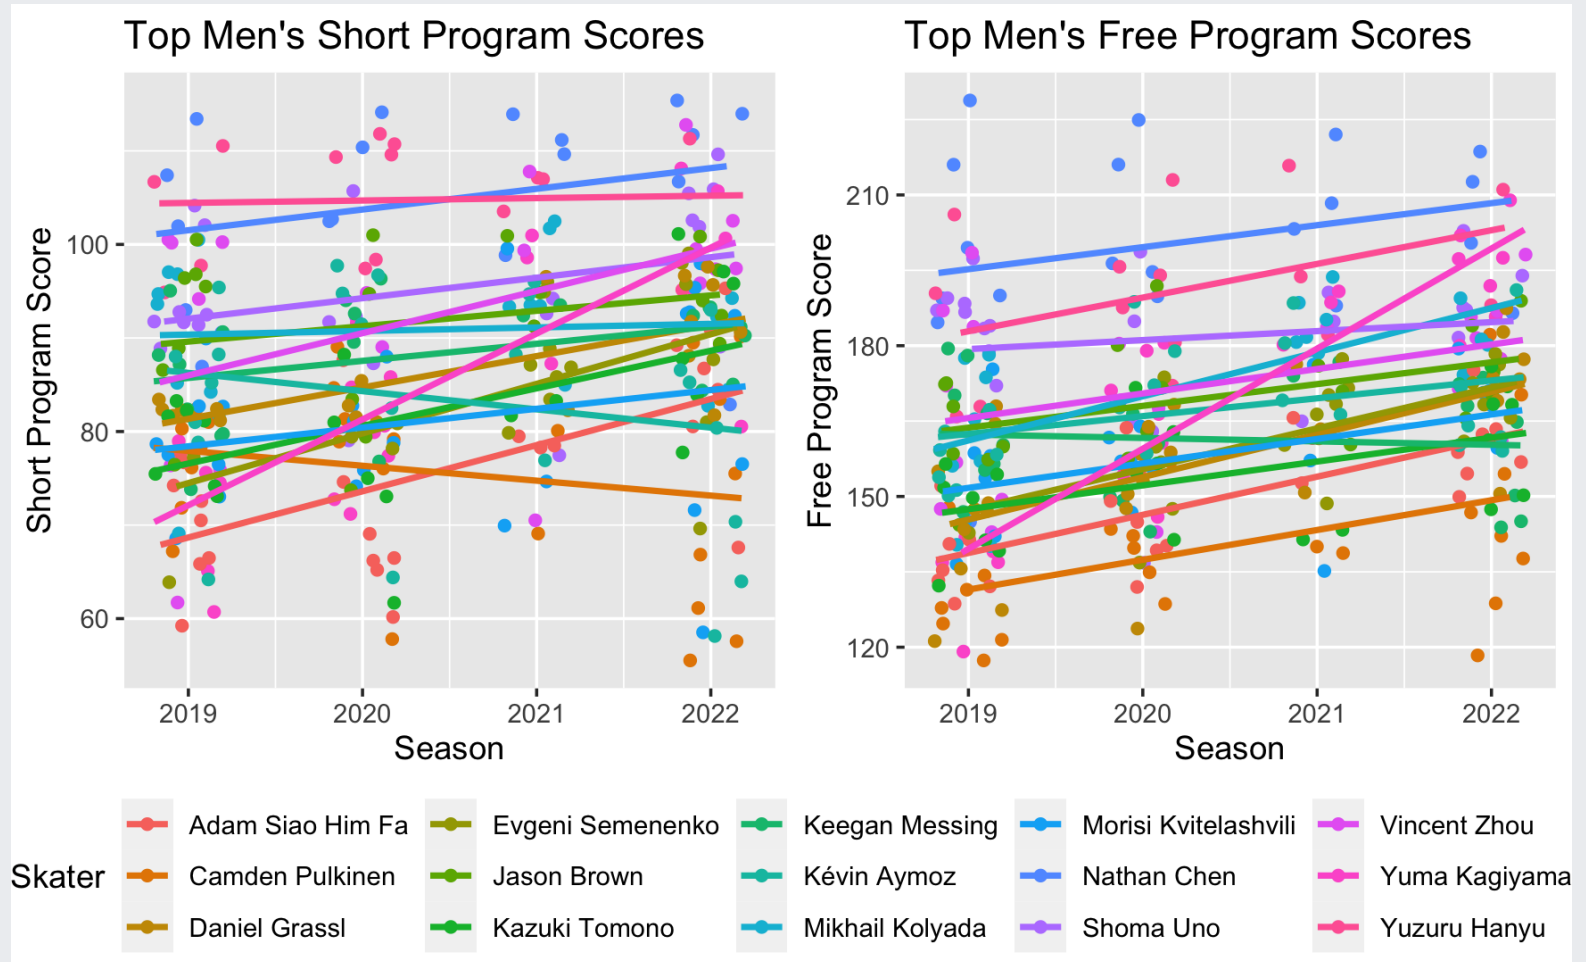 Top Men's Short Program Scores
Short Program Score
100
80
60
2019 2020 2021 2022
Season
Top Men's Free Program Scores
Free Program Score
210
180
150
120
2019 2020 2021 2022
Season
Skater
Adam Siao Him Fa
Camden Pulkinen
Daniel Grassl
Evgeni Semenenko
Jason Brown
Kazuki Tomono
Keegan Messing
Kévin Aymoz
Mikhail Kolyada
Morisi Kvitelashvili
Nathan Chen
Shoma Uno
Vincent Zhou
Yuma Kagiyama
Yuzuru Hanyu